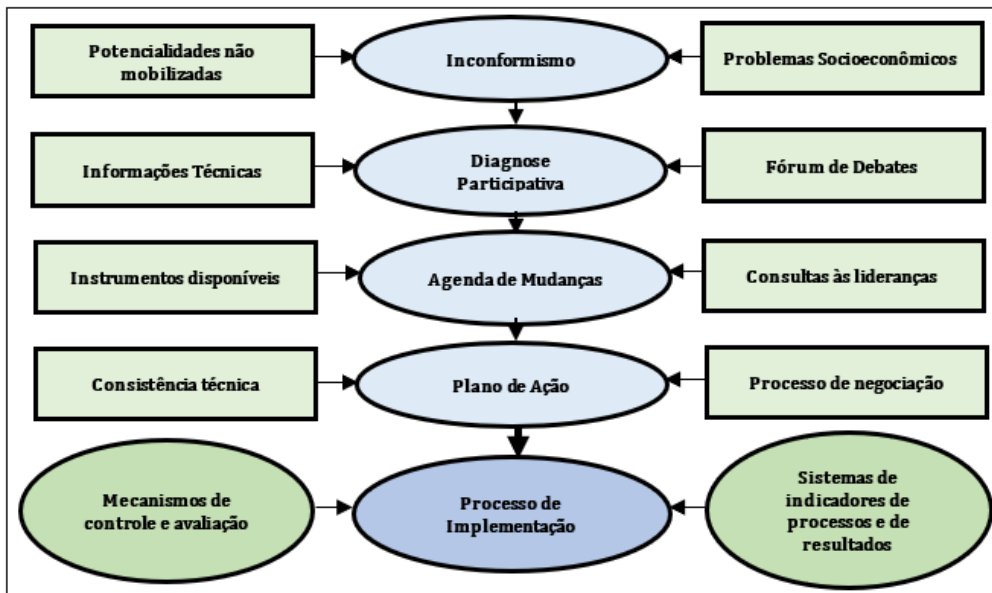 Potencialidades não
mobilizadas
Inconformismo
Problemas Socioeconômicos
Informações Técnicas
Diagnose
Participativa
Fórum de Debates
Instrumentos disponíveis
Agenda de Mudanças
Consultas às lideranças
Consistência técnica
Plano de Ação
Processo de negociação
Mecanismos de
controle e avaliação
Processo de
Implementação
Sistemas de
indicadores de
processos e de
resultados